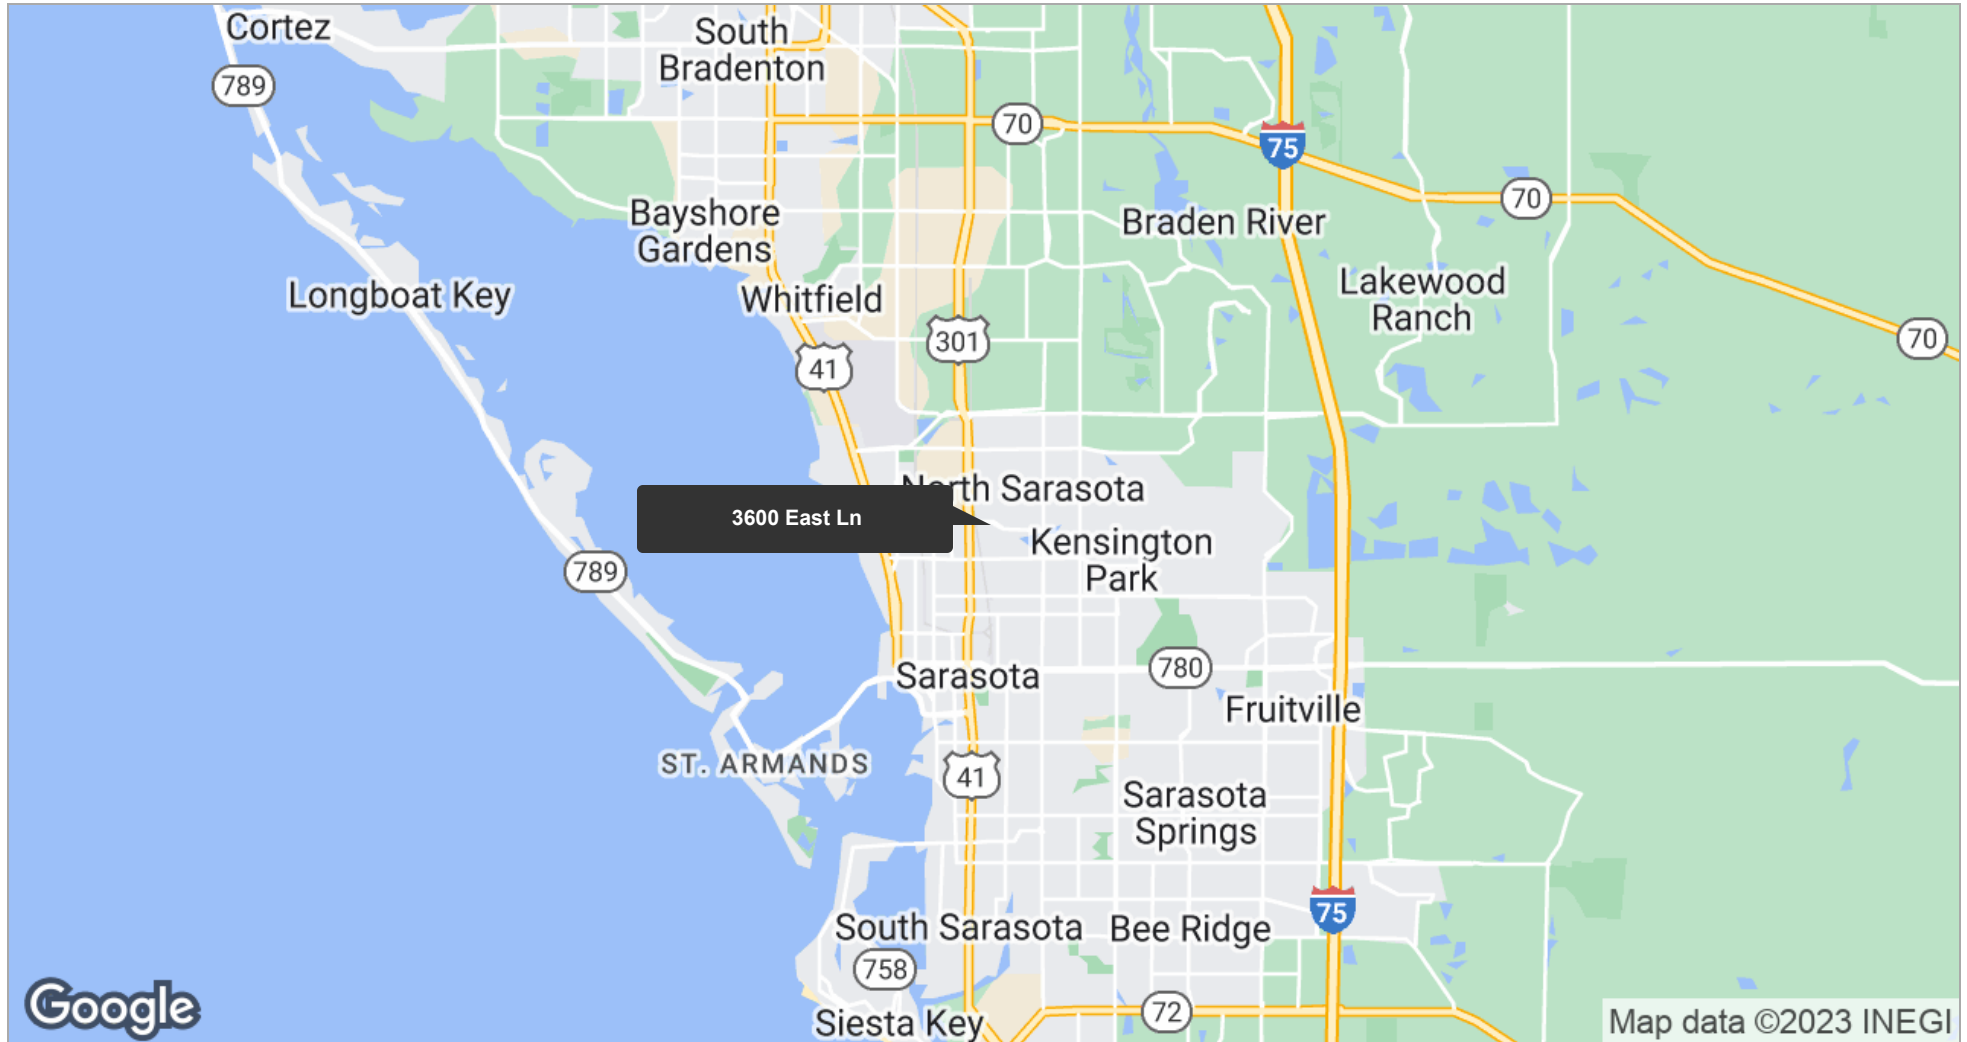 Cortez
South
Bradenton
789
70
75
70
Bayshore
Gardens
Braden River
Longboat Key
Whitfield
Lakewood
Ranch
301
70
41
North Sarasota
3600 East Ln
Kensington
Park
789
780
Sarasota
Fruitville
ST. ARMANDS
41
Sarasota
Springs
75
South Sarasota
Bee Ridge
758
Google
72
Siesta Key
Map data ©2023 INEGI